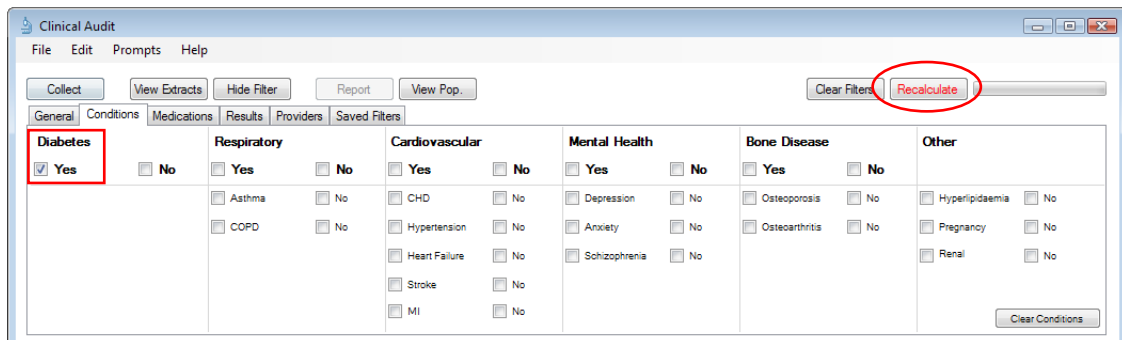 Clinical Audit
File Edit Prompts Help
Collect View Extracts Hide Filter Report View Pop. Clear Filters Recalculate
General Conditions Medications Results Providers Saved Filters
Diabetes Respiratory Cardiovascular Mental Health Bone Disease Other
Yes No Yes No Yes No Yes No Yes No
Asthma No CHD No Depression No Osteoporosis No Hyperlipidaemia No
COPD No Hypertension No Anxiety No Osteoarthritis No Pregnancy No
Heart Failure No Schizophrenia No Renal No
Stroke No
MI No
Clear Conditions